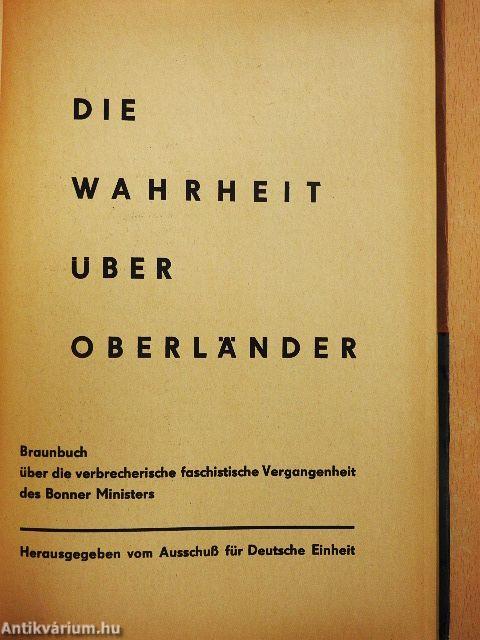 DIE
WAHRHEIT
ÜBER
OBERLÄNDER
Braunbuch
über die verbrecherische faschistische Vergangenheit
des Bonner Ministers
Herausgegeben vom Ausschuß für Deutsche Einheit
Antikvárium.hu